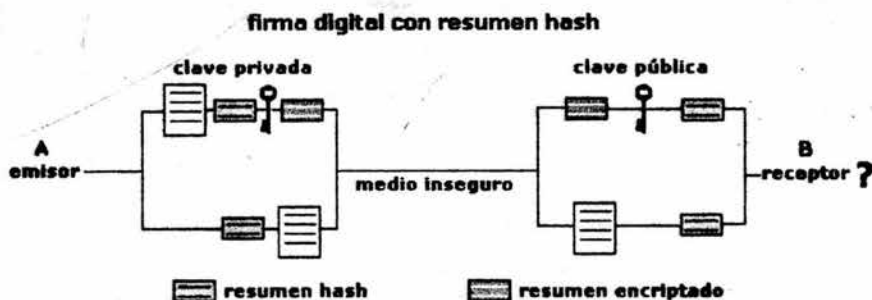 firma digital con resumen hash
clave privada
clave pública
A
emisor
medio inseguro
B
receptor ?
resumen hash
resumen encriptado